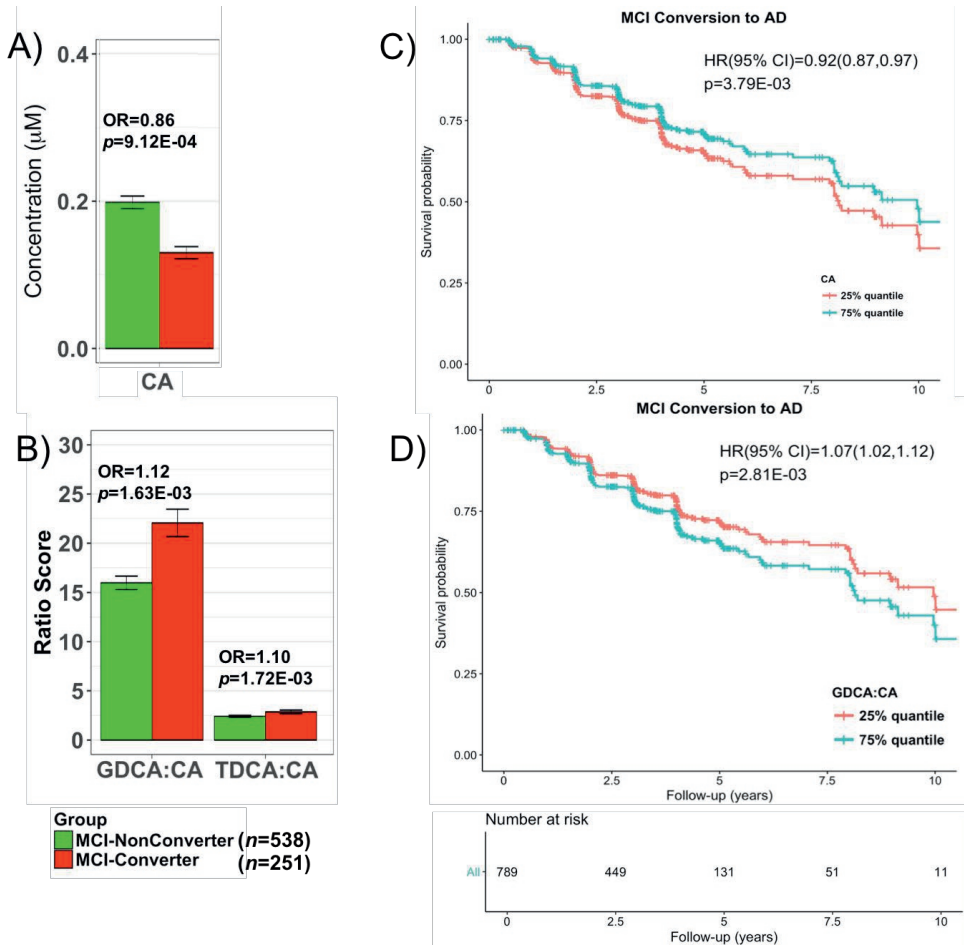 A)
0.4
0.2
0.0
Concentration (μM)
OR=0.86
p=9.12E-04
CA
B)
30
25
20
15
10
5
0
Ratio Score
OR=1.12
p=1.63E-03
OR=1.10
p=1.72E-03
GDCA:CA TDCA:CA
Group
MCI-NonConverter (n=538)
MCI-Converter (n=251)
C)
MCI Conversion to AD
HR(95% CI)=0.92(0.87,0.97)
p=3.79E-03
1.00
0.75
0.50
0.25
0.00
Survival probability
CA
25% quantile
75% quantile
0 2.5 5 7.5 10
D)
MCI Conversion to AD
HR(95% CI)=1.07(1.02,1.12)
p=2.81E-03
1.00
0.75
0.50
0.25
0.00
Survival probability
GDCA:CA
25% quantile
75% quantile
0 2.5 5 7.5 10
Follow-up (years)
Number at risk
All 789 449 131 51 11
0 2.5 5 7.5 10
Follow-up (years)